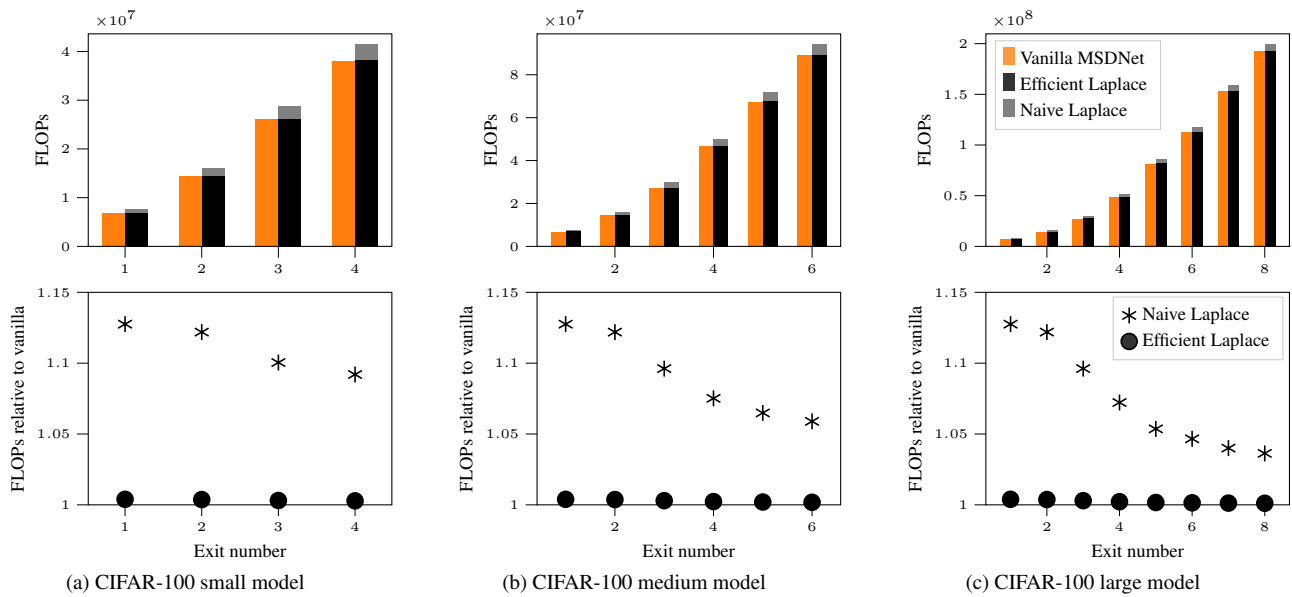 ×10^7
FLOPs
4
3
2
1
0
1 2 3 4
×10^7
FLOPs
8
6
4
2
0
2 4 6
×10^8
FLOPs
2
1.5
1
0.5
0
2 4 6 8
Vanilla MSDNet
Efficient Laplace
Naive Laplace
FLOPs relative to vanilla
1.15
1.1
1.05
1
1 2 3 4
Exit number
(a) CIFAR-100 small model
FLOPs relative to vanilla
1.15
1.1
1.05
1
2 4 6
Exit number
(b) CIFAR-100 medium model
FLOPs relative to vanilla
1.15
1.1
1.05
1
2 4 6 8
Naive Laplace
Efficient Laplace
Exit number
(c) CIFAR-100 large model